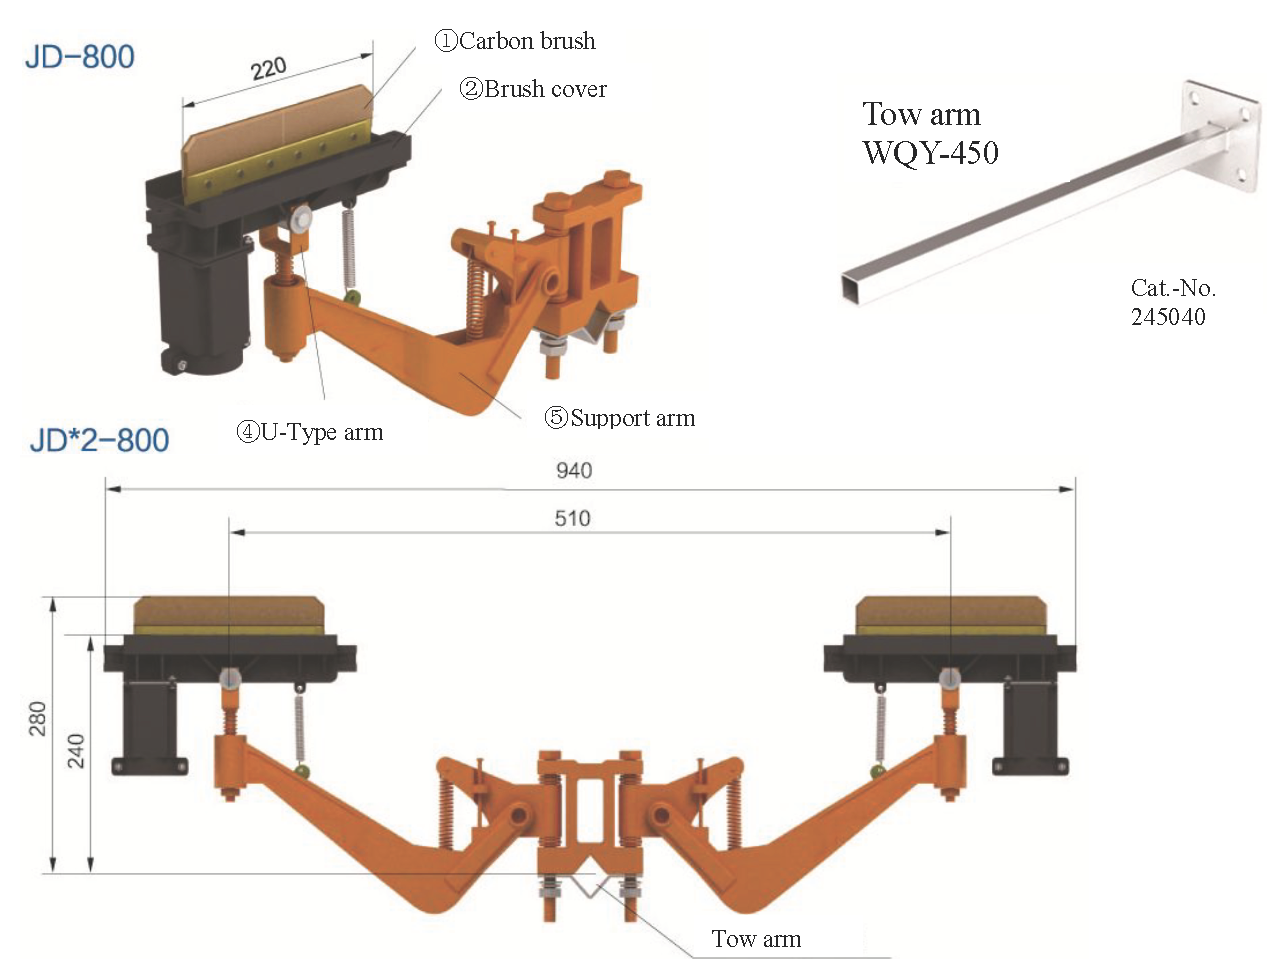 JD-800
220
①Carbon brush
②Brush cover
④U-Type arm
⑤Support arm
Tow arm
WQY-450
Cat.-No.
245040
JD*2-800
940
510
280
240
Tow arm